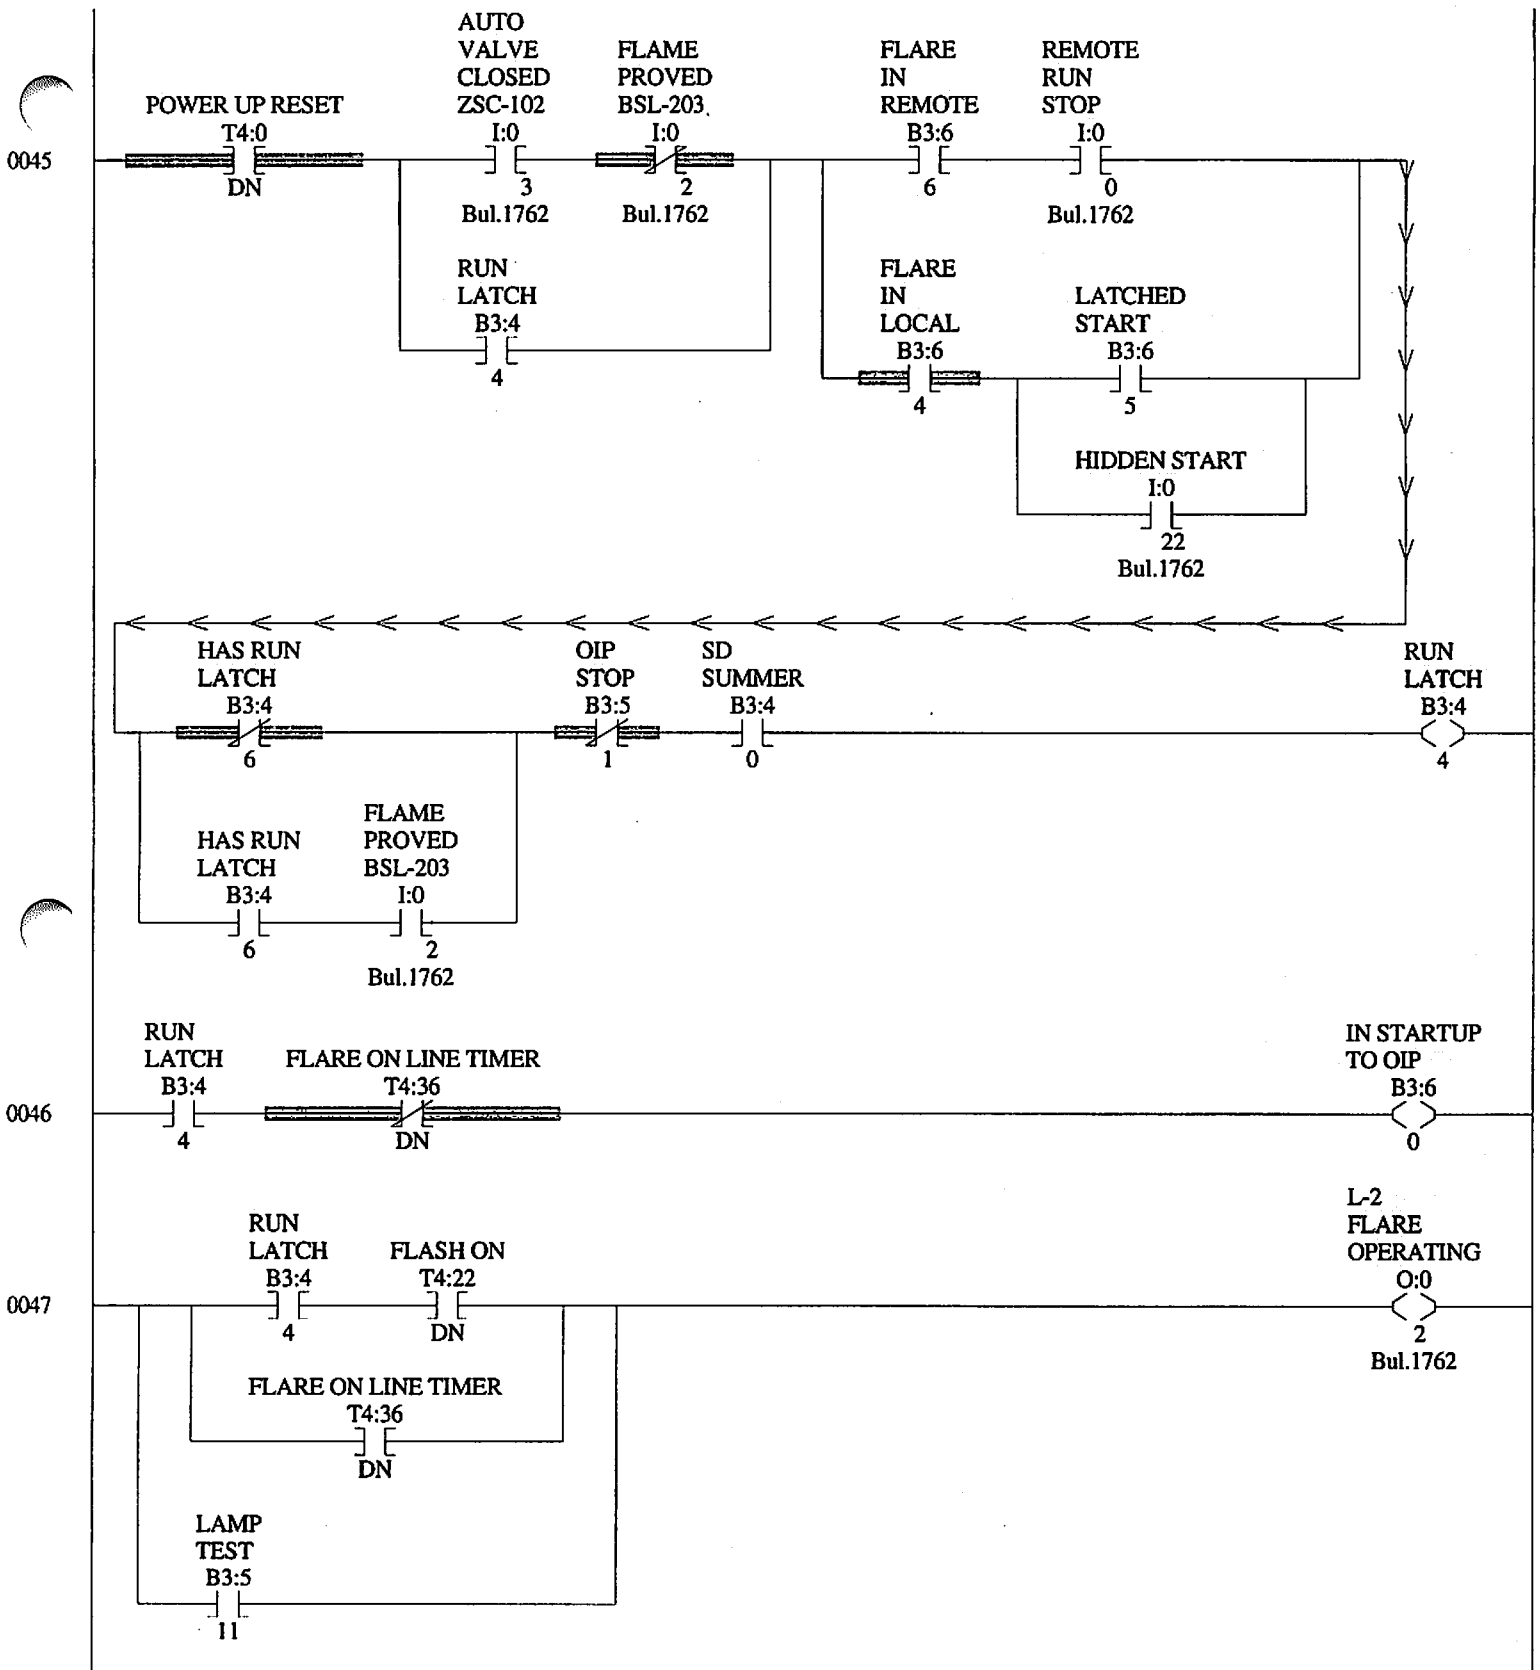 AUTO
VALVE
CLOSED
ZSC-102
I:0
3
Bul.1762
FLAME
PROVED
BSL-203
I:0
2
Bul.1762
FLARE
IN
REMOTE
B3:6
6
REMOTE
RUN
STOP
I:0
0
Bul.1762
POWER UP RESET
T4:0
DN
0045
RUN
LATCH
B3:4
4
FLARE
IN
LOCAL
B3:6
4
LATCHED
START
B3:6
5
HIDDEN START
I:0
22
Bul.1762
HAS RUN
LATCH
B3:4
6
OIP
STOP
B3:5
1
SD
SUMMER
B3:4
0
RUN
LATCH
B3:4
4
HAS RUN
LATCH
B3:4
6
FLAME
PROVED
BSL-203
I:0
2
Bul.1762
RUN
LATCH
B3:4
4
FLARE ON LINE TIMER
T4:36
DN
IN STARTUP
TO OIP
B3:6
0
0046
RUN
LATCH
B3:4
4
FLASH ON
T4:22
DN
L-2
FLARE
OPERATING
O:0
2
Bul.1762
0047
FLARE ON LINE TIMER
T4:36
DN
LAMP
TEST
B3:5
11